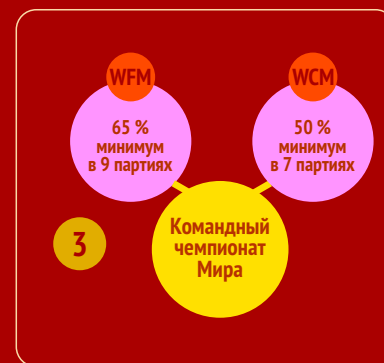 WFM
65 %
минимум
в 9 партиях
WCM
50 %
минимум
в 7 партиях
3
Командный
чемпионат
Мира